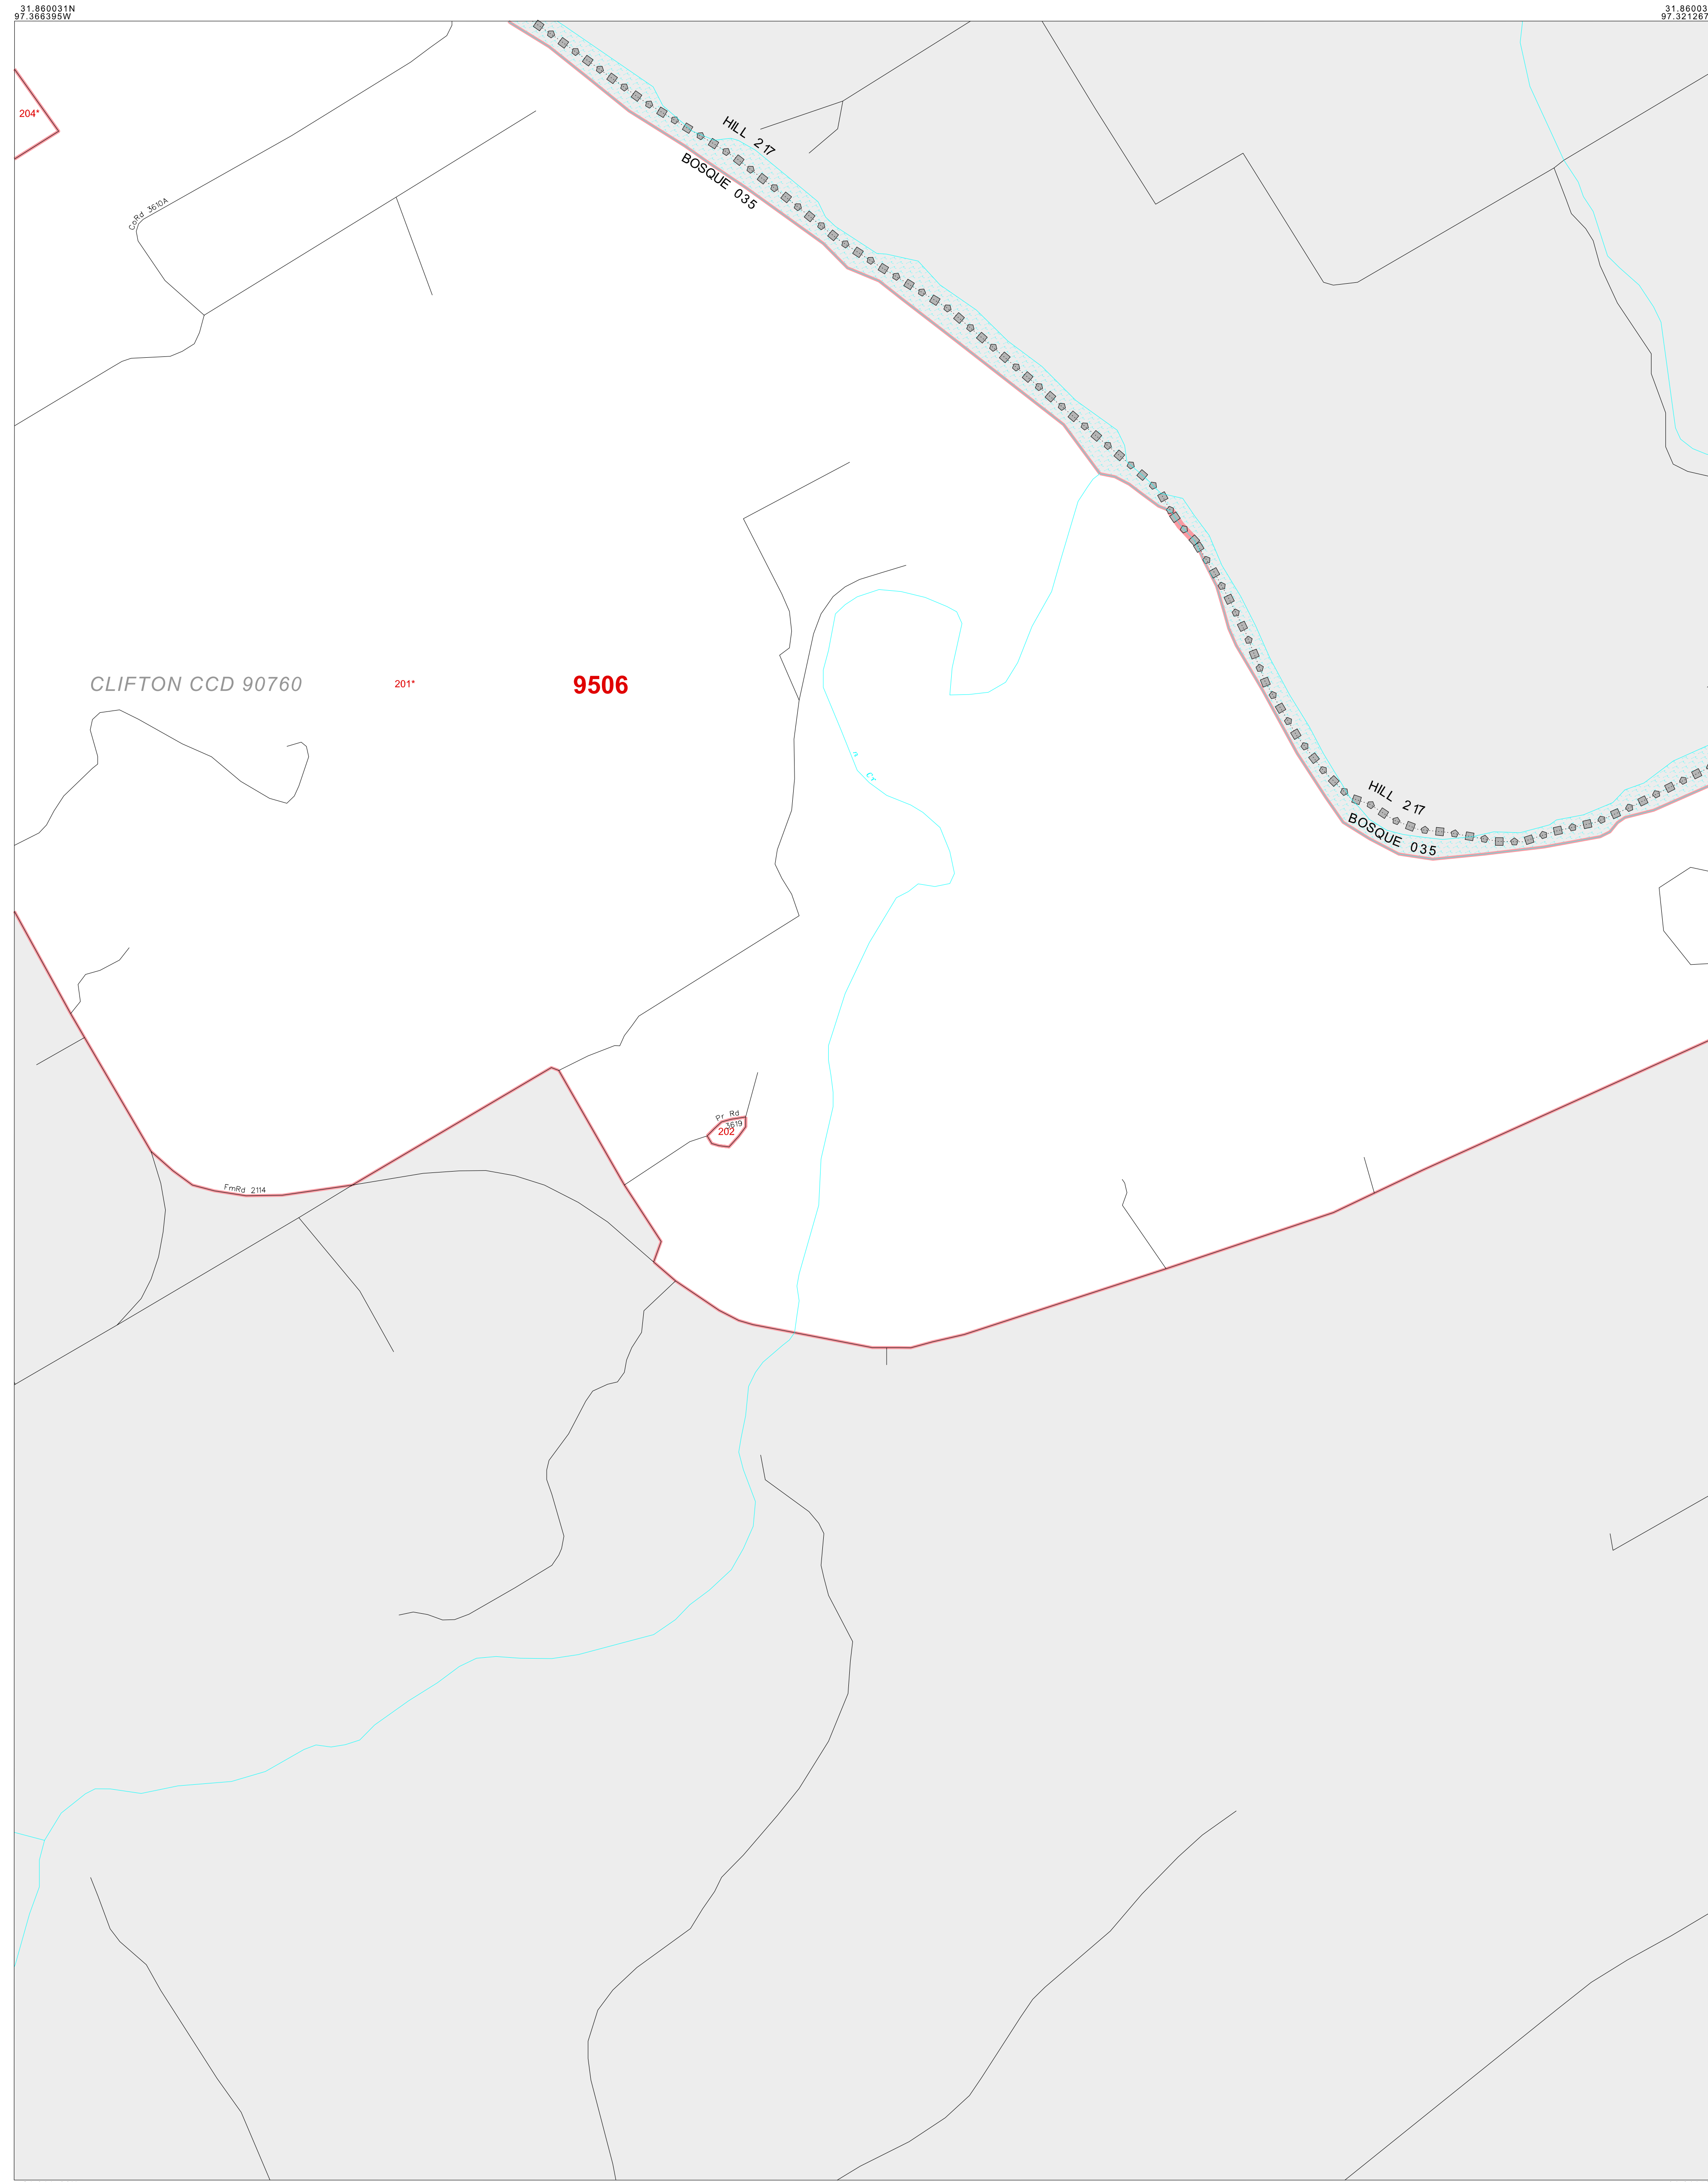 31.860031N
97.366395W
31.86003
97.321267
204*
HILL 217
BOSQUE 035
CoRd 3610A
CLIFTON CCD 90760
201*
9506
HILL 217
BOSQUE 035
Pr Rd
3619
202
FmRd 2114